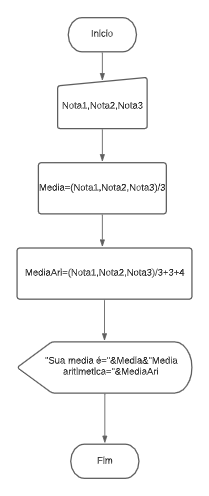 Inicio
Nota1,Nota2,Nota3
Media=(Nota1,Nota2,Nota3)/3
MediaAri=(Nota1,Nota2,Nota3)/3+3+4
"Sua media é="&Media&"Media
aritimetica="&MediaAri
Fim